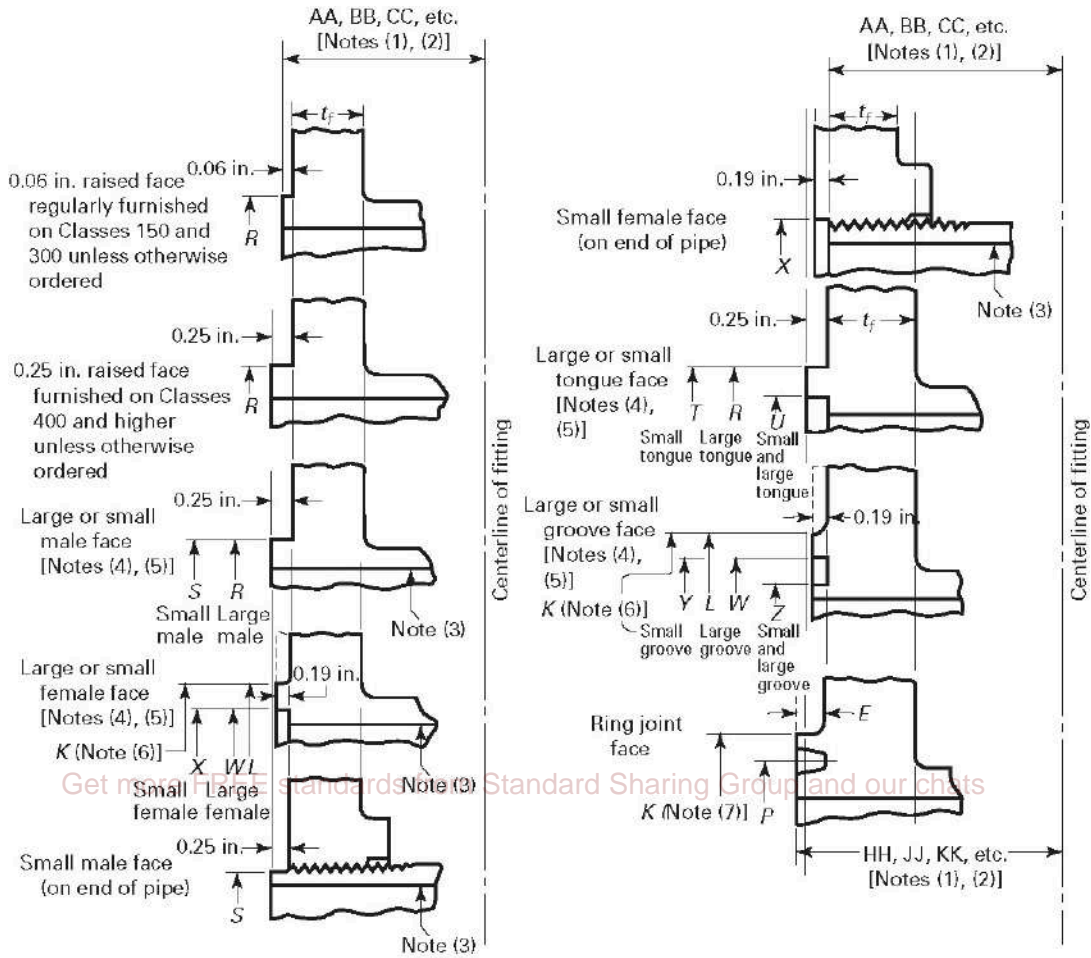 AA, BB, CC, etc.
[Notes (1), (2)]
t_f
0.06 in.
0.06 in. raised face
regularly furnished
on Classes 150 and
300 unless otherwise
ordered
R
0.25 in.
0.25 in. raised face
furnished on Classes
400 and higher
unless otherwise
ordered
R
0.25 in.
Large or small
male face
[Notes (4), (5)]
S R
Small Large
male male
Note (3)
Large or small
female face
[Notes (4), (5)]
0.19 in.
K (Note (6)]
X W L
Small Large
female female
Note (3)
0.25 in.
Small male face
(on end of pipe)
S
Note (3)
Centerline of fitting
AA, BB, CC, etc.
[Notes (1), (2)]
t_f
0.19 in.
Small female face
(on end of pipe)
X
Note (3)
0.25 in.
t_f
Large or small
tongue face
[Notes (4),
(5)]
T R U
Small Large Small
tongue tongue and
large
tongue
0.19 in.
Large or small
groove face
[Notes (4),
(5)]
K (Note (6)]
Y L W Z
Small Large Small
groove groove and
large
groove
E
Ring joint
face
K (Note (7)]
P
HH, JJ, KK, etc.
[Notes (1), (2)]
Centerline of fitting
Get more FREE standards from Standard Sharing Group and our chats